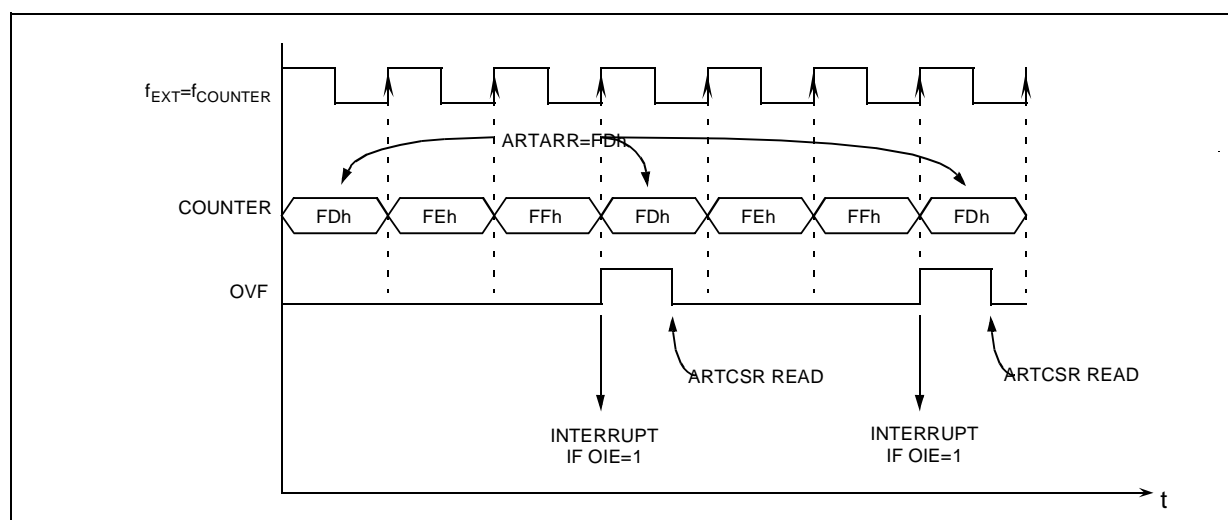 fEXT=fCOUNTER
ARTARR=FDh
COUNTER
FDh FEh FFh FDh FEh FFh FDh
OVF
ARTCSR READ ARTCSR READ
INTERRUPT INTERRUPT
IF OIE=1 IF OIE=1
t